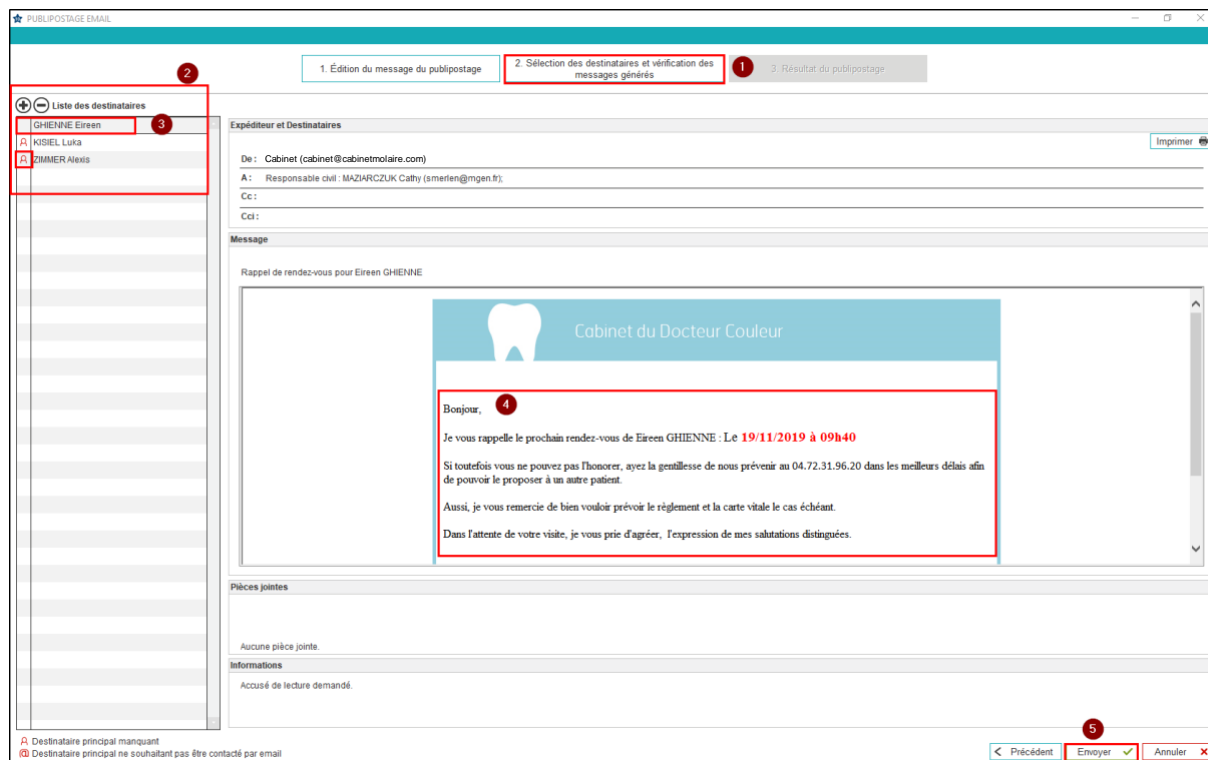 PUBLIPOSTAGE EMAIL
1. Édition du message du publipostage
2. Sélection des destinataires et vérification des
messages générés
1
3. Résultat du publipostage
2
Liste des destinataires
GHIENNE Eireen
3
KISIEL Luka
ZIMMER Alexis
Expéditeur et Destinataires
Imprimer
De : Cabinet (cabinet@cabinetmolaire.com)
A : Responsable civil : MAZIARCZUK Cathy (smerlen@mgen.fr);
Cc :
Cci :
Message
Rappel de rendez-vous pour Eireen GHIENNE
Cabinet du Docteur Couleur
4
Bonjour,
Je vous rappelle le prochain rendez-vous de Eireen GHIENNE : Le 19/11/2019 à 09h40
Si toutefois vous ne pouvez pas l'honorer, ayez la gentillesse de nous prévenir au 04.72.31.96.20 dans les meilleurs délais afin
de pouvoir le proposer à un autre patient.
Aussi, je vous remercie de bien vouloir prévoir le règlement et la carte vitale le cas échéant.
Dans l'attente de votre visite, je vous prie d'agréer, l'expression de mes salutations distinguées.
Pièces jointes
Aucune pièce jointe.
Informations
Accusé de lecture demandé.
Destinataire principal manquant
@ Destinataire principal ne souhaitant pas être contacté par email
5
< Précédent
Envoyer
Annuler